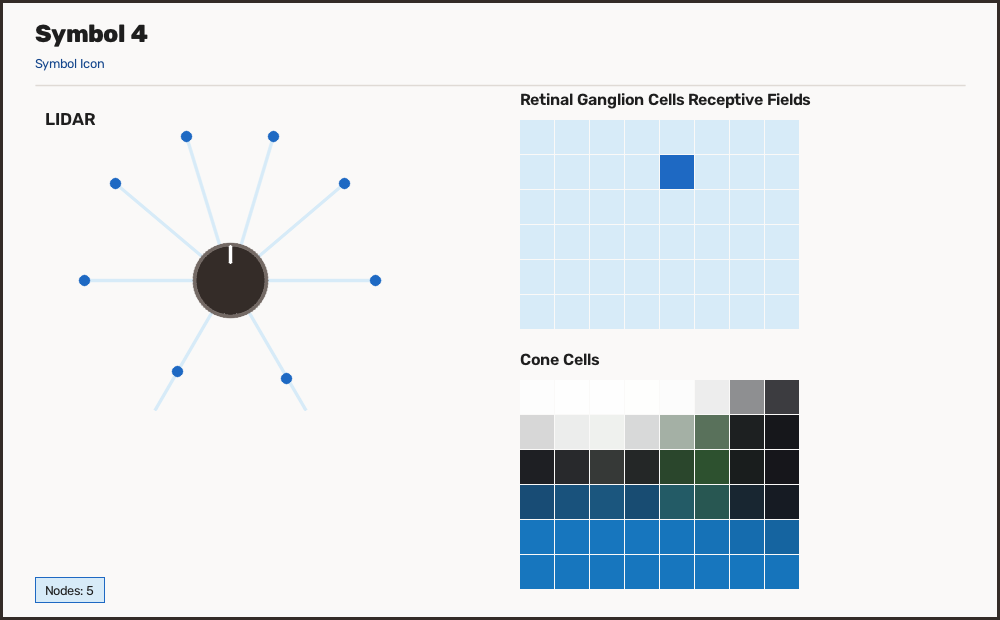 Symbol 4
Symbol Icon
LIDAR
Retinal Ganglion Cells Receptive Fields
Cone Cells
Nodes: 5